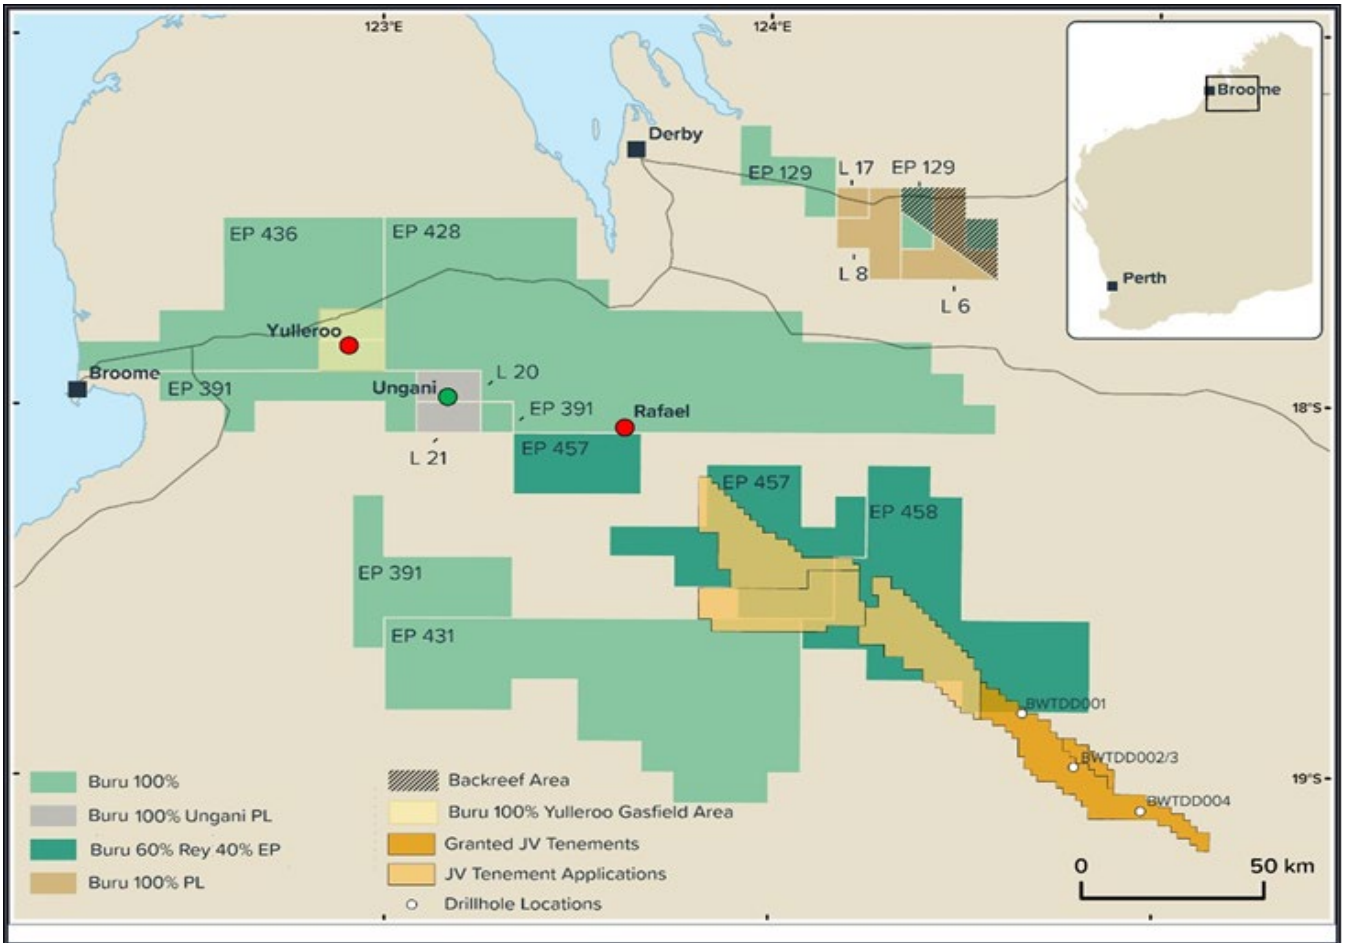 123°E
124°E
Broome
Perth
Derby
EP 129
L 17
EP 129
L 8
L 6
EP 436
EP 428
Yulleroo
Broome
EP 391
Ungani
L 20
EP 391
Rafael
18°S
L 21
EP 457
EP 457
EP 458
EP 391
EP 431
BWTDD001
BWTDD002/3
BWTDD004
19°S
Buru 100%
Buru 100% Ungani PL
Buru 60% Rey 40% EP
Buru 100% PL
Backreef Area
Buru 100% Yulleroo Gasfield Area
Granted JV Tenements
JV Tenement Applications
Drillhole Locations
0 50 km